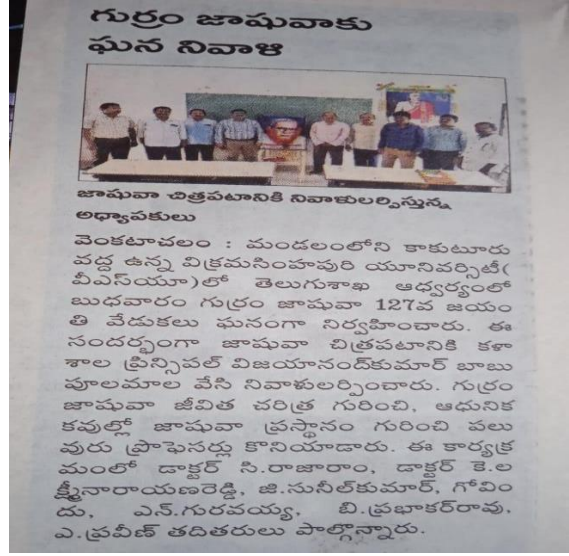 గుర్రం జాషువాకు
ఘన నివాళి
జాషువా చిత్రపటానికి నివాళులర్పిస్తున్న
అధ్యాపకులు
వెంకటాచలం : మండలంలోని కాకుటూరు
వద్ద ఉన్న విక్రమసింహపురి యూనివర్సిటీ(
వీఎస్‌యూ)లో తెలుగుశాఖ ఆధ్వర్యంలో
బుధవారం గుర్రం జాషువా 127వ జయం
తి వేడుకలు ఘనంగా నిర్వహించారు. ఈ
సందర్భంగా జాషువా చిత్రపటానికి కళా
శాల ప్రిన్సిపల్ విజయానంద్‌కుమార్ బాబు
పూలమాల వేసి నివాళులర్పించారు. గుర్రం
జాషువా జీవిత చరిత్ర గురించి, ఆధునిక
కవుల్లో జాషువా ప్రస్థానం గురించి పలు
వురు ప్రొఫెసర్లు కొనియాడారు. ఈ కార్యక్ర
మంలో డాక్టర్ సి.రాజారాం, డాక్టర్ కె.ల
క్ష్మీనారాయణరెడ్డి, జి.సునీల్‌కుమార్, గోవిం
దు, ఎన్.గురవయ్య, బి.ప్రభాకర్‌రావు,
ఎ.ప్రవీణ్ తదితరులు పాల్గొన్నారు.